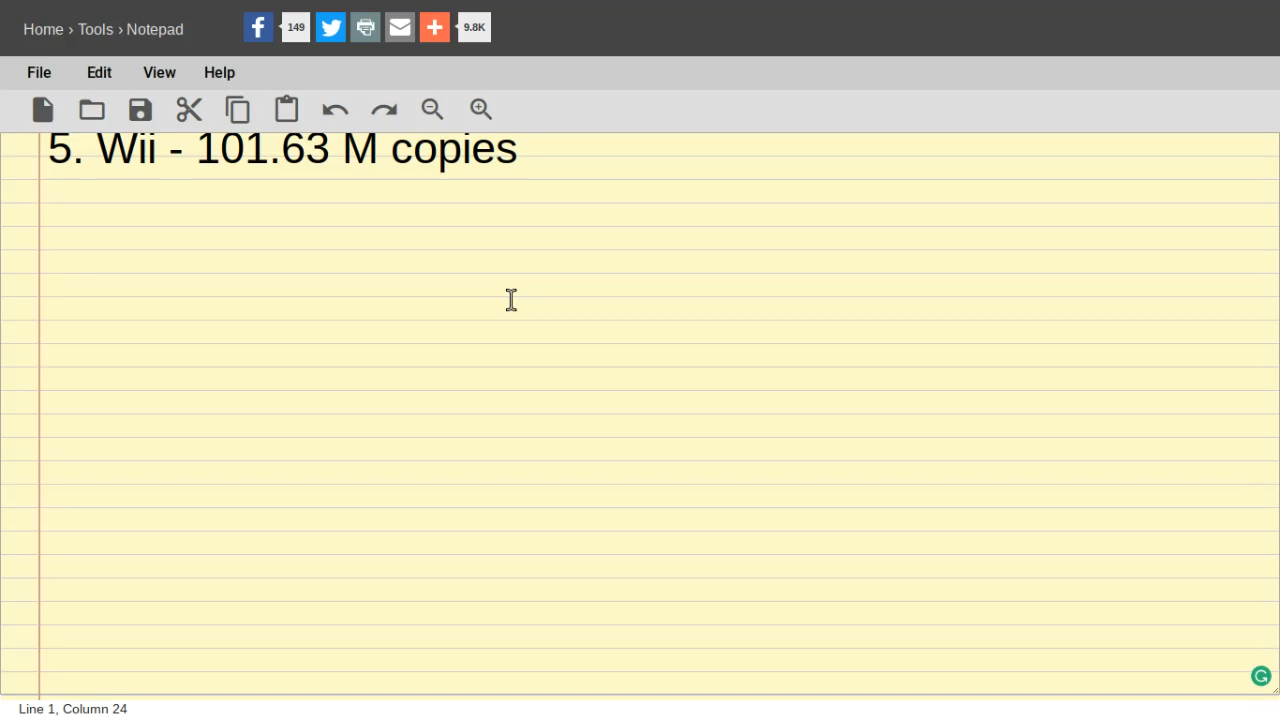 Home › Tools › Notepad
149
9.8K
File Edit View Help
5. Wii - 101.63 M copies
Line 1, Column 24